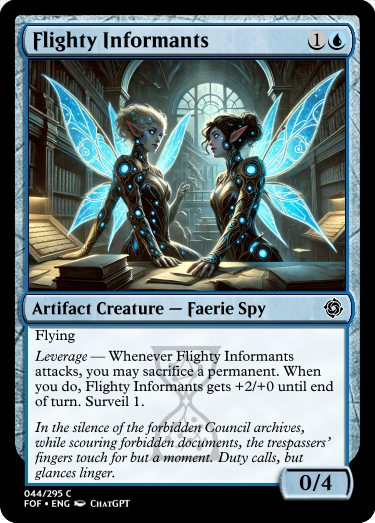 Flighty Informants 1
Artifact Creature — Faerie Spy
Flying
Leverage — Whenever Flighty Informants
attacks, you may sacrifice a permanent. When
you do, Flighty Informants gets +2/+0 until end
of turn. Surveil 1.
In the silence of the forbidden Council archives,
while scouring forbidden documents, the trespassers’
fingers touch for but a moment. Duty calls, but
glances linger.
0/4
044/295 C
FOF • ENG ChatGPT